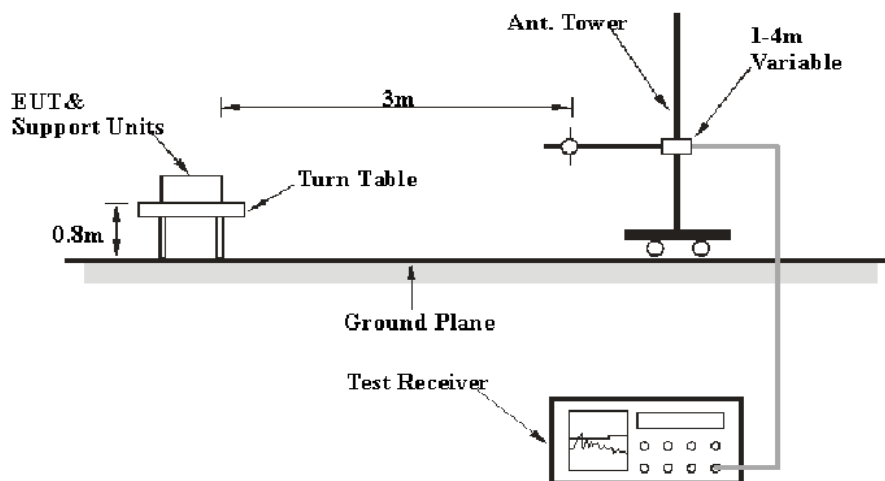 Ant. Tower
1-4m
Variable
3m
EUT&
Support Units
Turn Table
0.8m
Ground Plane
Test Receiver